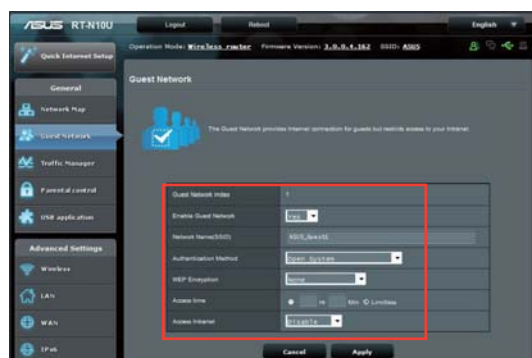 ASUS RT-N10U Logout Reboot English
Operation Mode: Wireless router Firmware Version: 3.0.0.4.162 SSID: ASUS
Quick Internet Setup
General
Network Map
Guest Network
Traffic Manager
Parental control
USB application
Advanced Settings
Wireless
LAN
WAN
IPv6
Guest Network
The Guest Network provides Internet connection for guests but restricts access to your Intranet.
Guest Network Index 1
Enable Guest Network Yes
Network Name(SSID) ASUS_Guest1
Authentication Method Open System
WEP Encryption None
Access time Hr Min Limitless
Access Intranet Disable
Cancel Apply